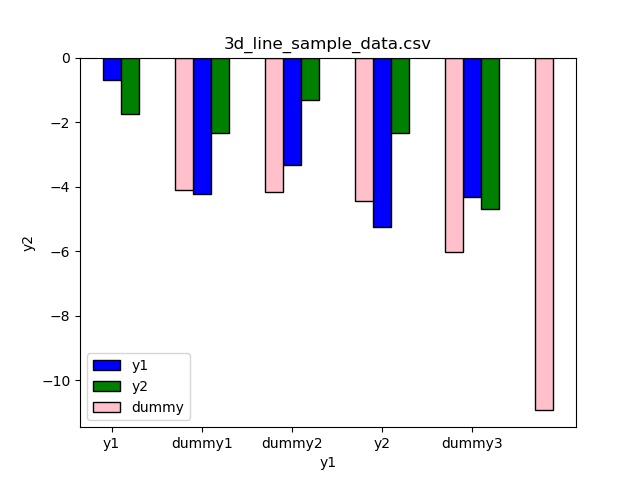 3d_line_sample_data.csv
0
−2
−4
−6
−8
−10
y2
y1
y2
dummy
y1 dummy1 dummy2 y2 dummy3
y1